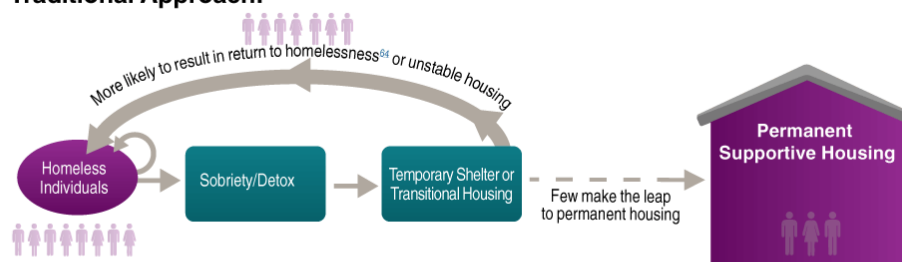 Traditional Approach:
More likely to result in return to homelessness64 or unstable housing
Homeless
Individuals
Sobriety/Detox
Temporary Shelter or
Transitional Housing
Few make the leap
to permanent housing
Permanent
Supportive Housing